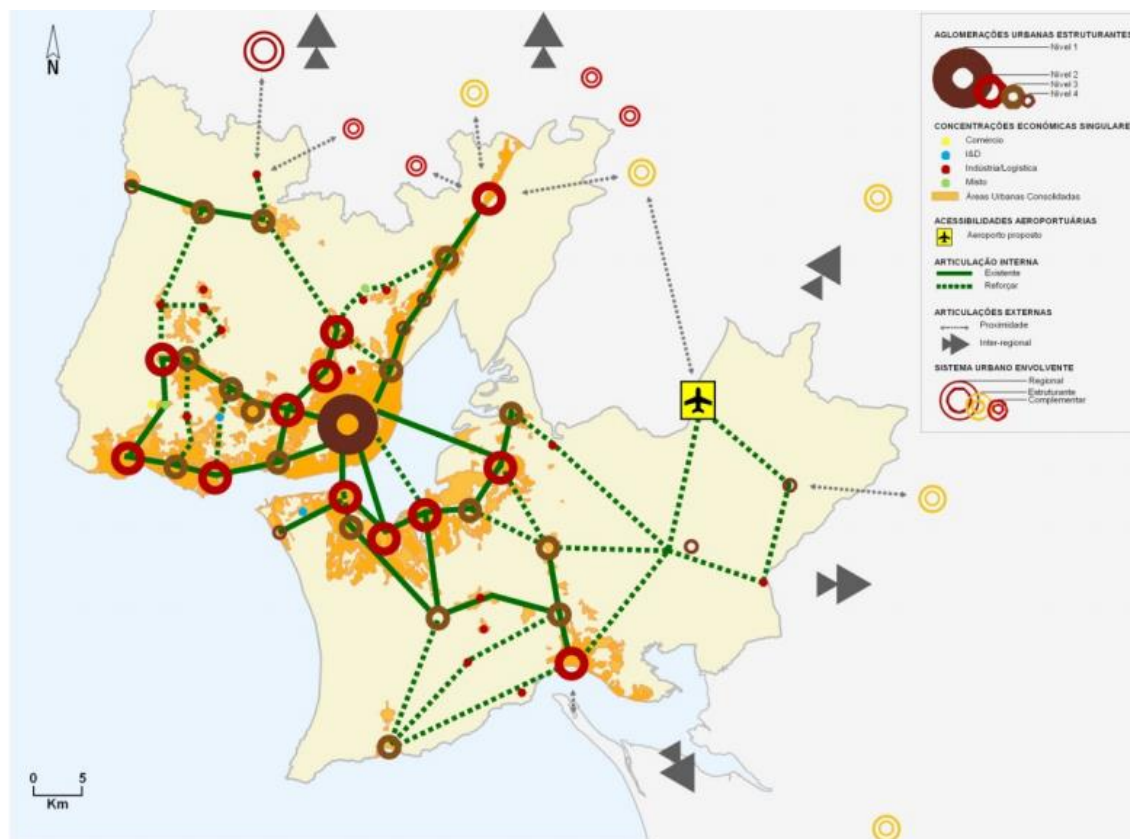 N
AGLOMERAÇÕES URBANAS ESTRUTURANTES
Nível 1
Nível 2
Nível 3
Nível 4
CONCENTRAÇÕES ECONÓMICAS SINGULARE
Comércio
I&D
Indústria/Logística
Misto
Áreas Urbanas Consolidadas
ACESSIBILIDADES AEROPORTUÁRIAS
Aeroporto proposto
ARTICULAÇÃO INTERNA
Existente
Reforçar
ARTICULAÇÕES EXTERNAS
Proximidade
Inter-regional
SISTEMA URBANO ENVOLVENTE
Regional
Estruturante
Complementar
0 5
Km